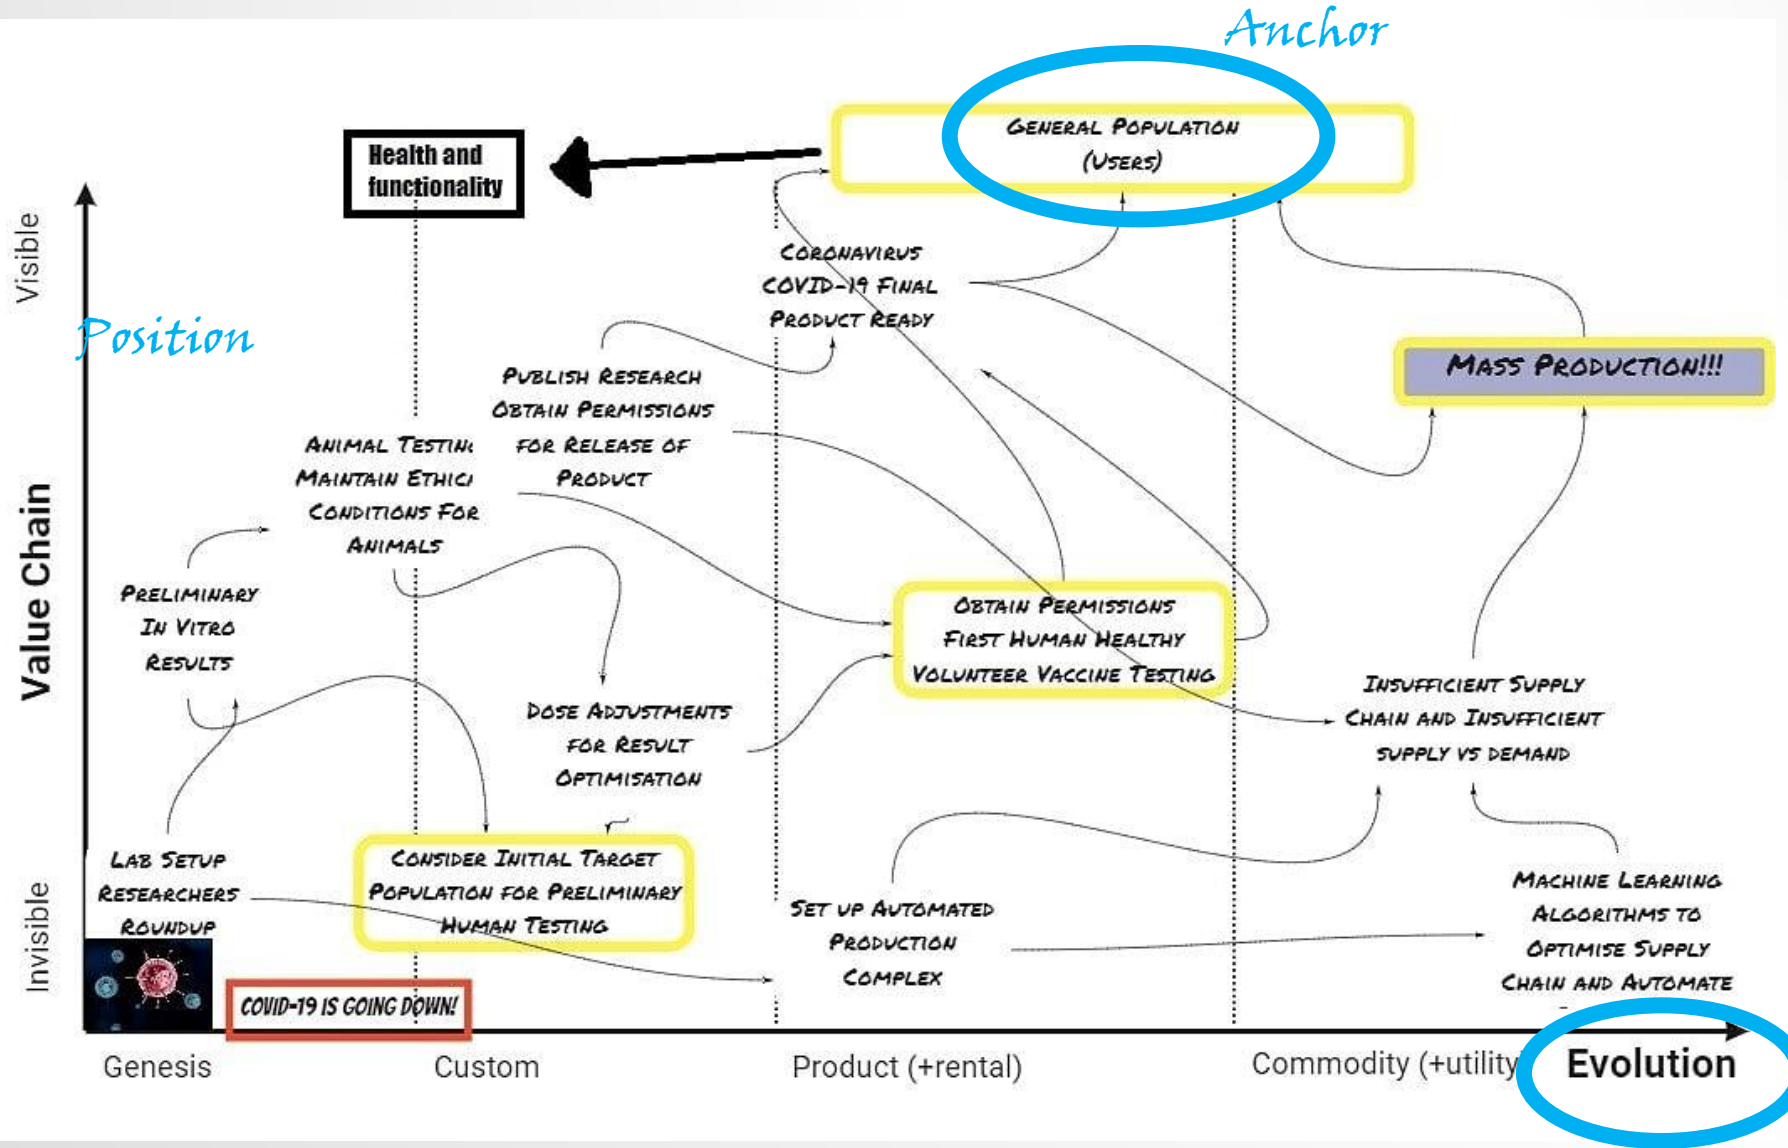 Anchor
GENERAL POPULATION
(USERS)
Health and
functionality
Visible
Position
CORONAVIRUS
COVID-19 FINAL
PRODUCT READY
MASS PRODUCTION!!!
PUBLISH RESEARCH
OBTAIN PERMISSIONS
FOR RELEASE OF
PRODUCT
ANIMAL TESTING
MAINTAIN ETHICA
CONDITIONS FOR
ANIMALS
Value Chain
PRELIMINARY
IN VITRO
RESULTS
OBTAIN PERMISSIONS
FIRST HUMAN HEALTHY
VOLUNTEER VACCINE TESTING
DOSE ADJUSTMENTS
FOR RESULT
OPTIMISATION
INSUFFICIENT SUPPLY
CHAIN AND INSUFFICIENT
SUPPLY VS DEMAND
Invisible
LAB SETUP
RESEARCHERS
ROUNDUP
CONSIDER INITIAL TARGET
POPULATION FOR PRELIMINARY
HUMAN TESTING
SET UP AUTOMATED
PRODUCTION
COMPLEX
MACHINE LEARNING
ALGORITHMS TO
OPTIMISE SUPPLY
CHAIN AND AUTOMATE
COVID-19 IS GOING DOWN!
Genesis
Custom
Product (+rental)
Commodity (+utility
Evolution